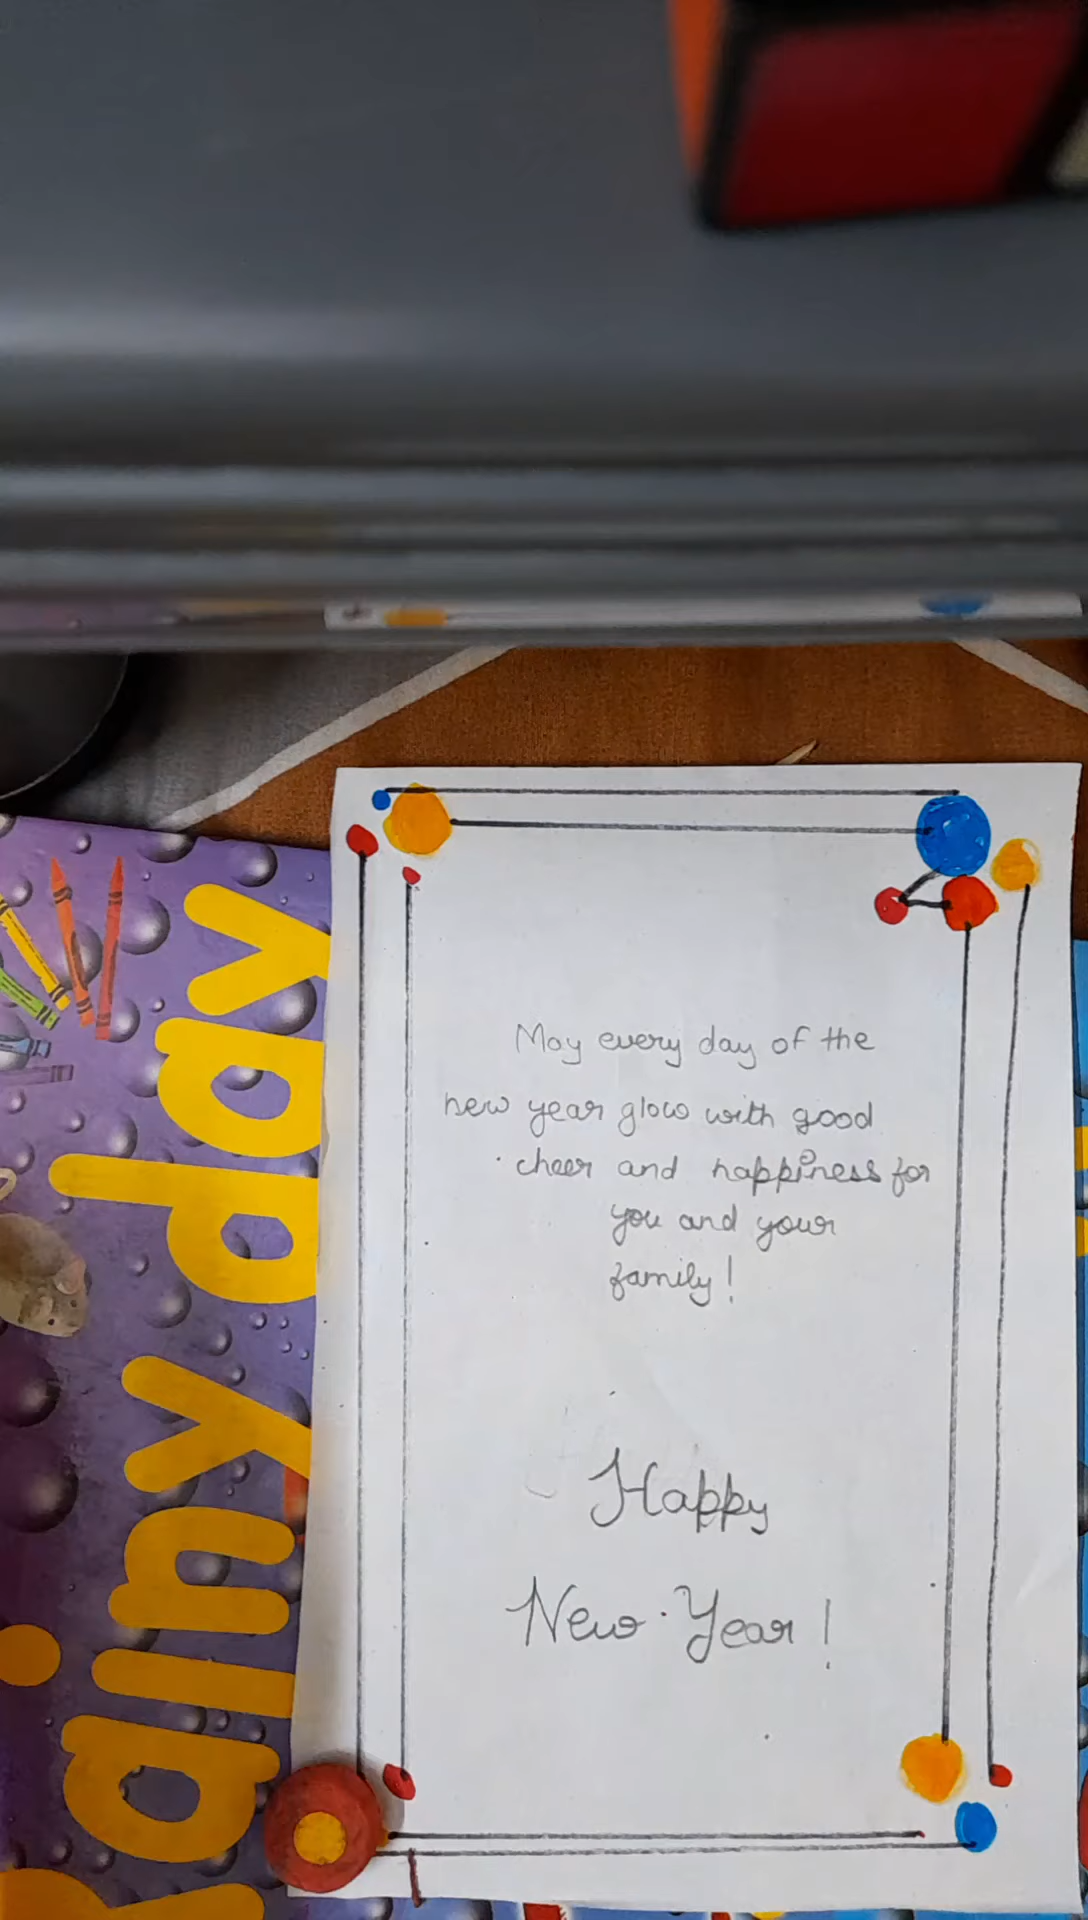 May every day of the
new year glow with good
cheer and happiness for
you and your
family!
Happy
New Year!
Rainy day